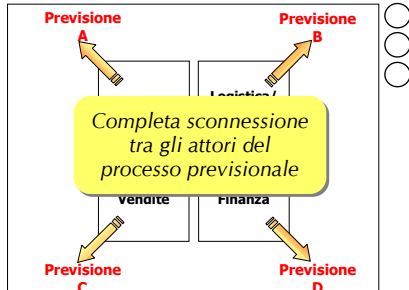 Previsione
A
Previsione
B
Logistica/
Completa sconnessione
tra gli attori del
processo previsionale
Vendite
Finanza
Previsione
C
Previsione
D